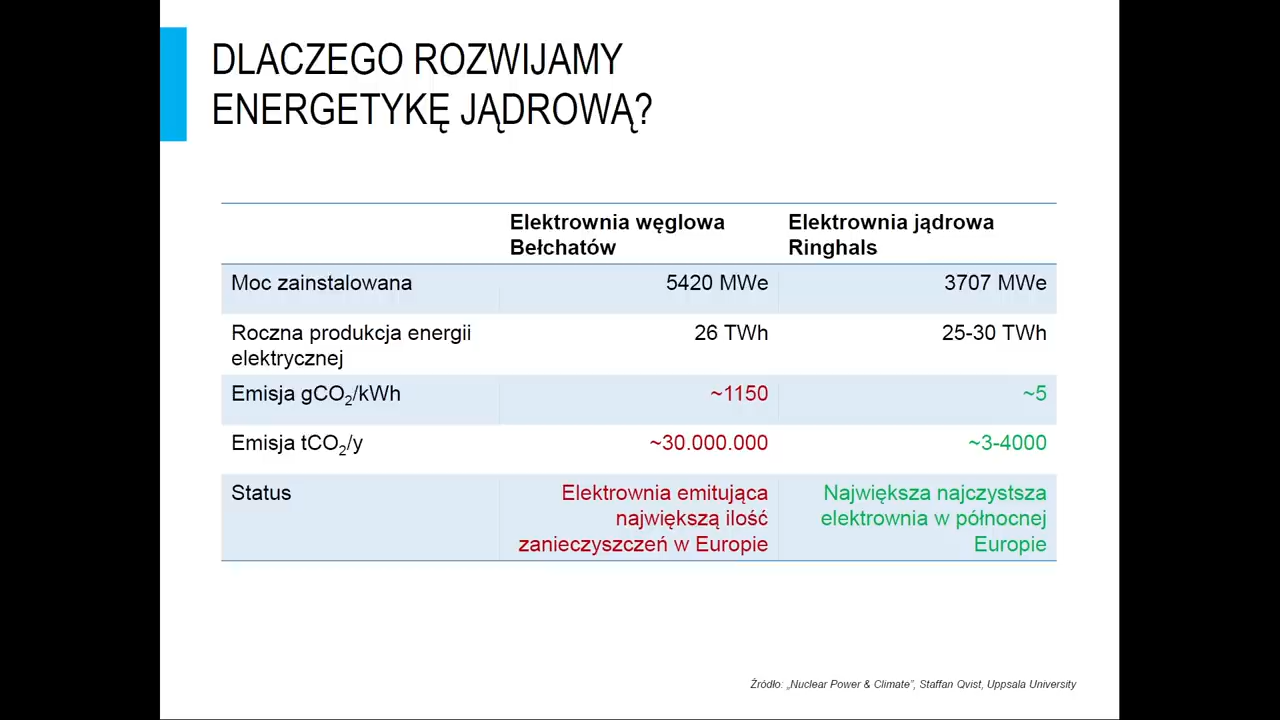 DLACZEGO ROZWIJAMY
ENERGETYKĘ JĄDROWĄ?
Elektrownia węglowa
Bełchatów
Elektrownia jądrowa
Ringhals
Moc zainstalowana
5420 MWe
3707 MWe
Roczna produkcja energii
elektrycznej
26 TWh
25-30 TWh
Emisja gCO₂/kWh
~1150
~5
Emisja tCO₂/y
~30.000.000
~3-4000
Status
Elektrownia emitująca
największą ilość
zanieczyszczeń w Europie
Największa najczystsza
elektrownia w północnej
Europie
Źródło: „Nuclear Power & Climate”, Staffan Qvist, Uppsala University